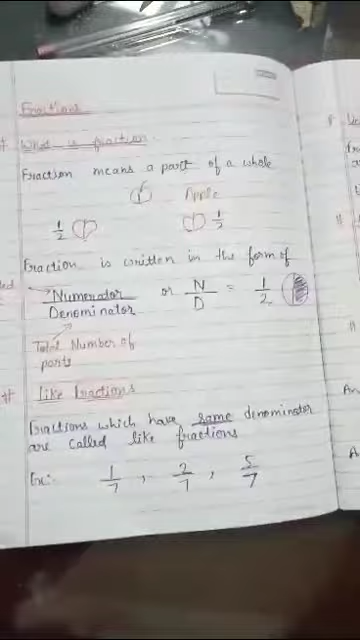 Fractions
# What is fraction.
Fraction means a part of a whole
Apple
1/2 1/2
Fraction is written in the form of
Numerator/Denominator or N/D = 1/2
Total Number of
parts
# Like Fractions
Fractions which have same denominator
are called like fractions
Ex:- 1/7, 2/7, 5/7